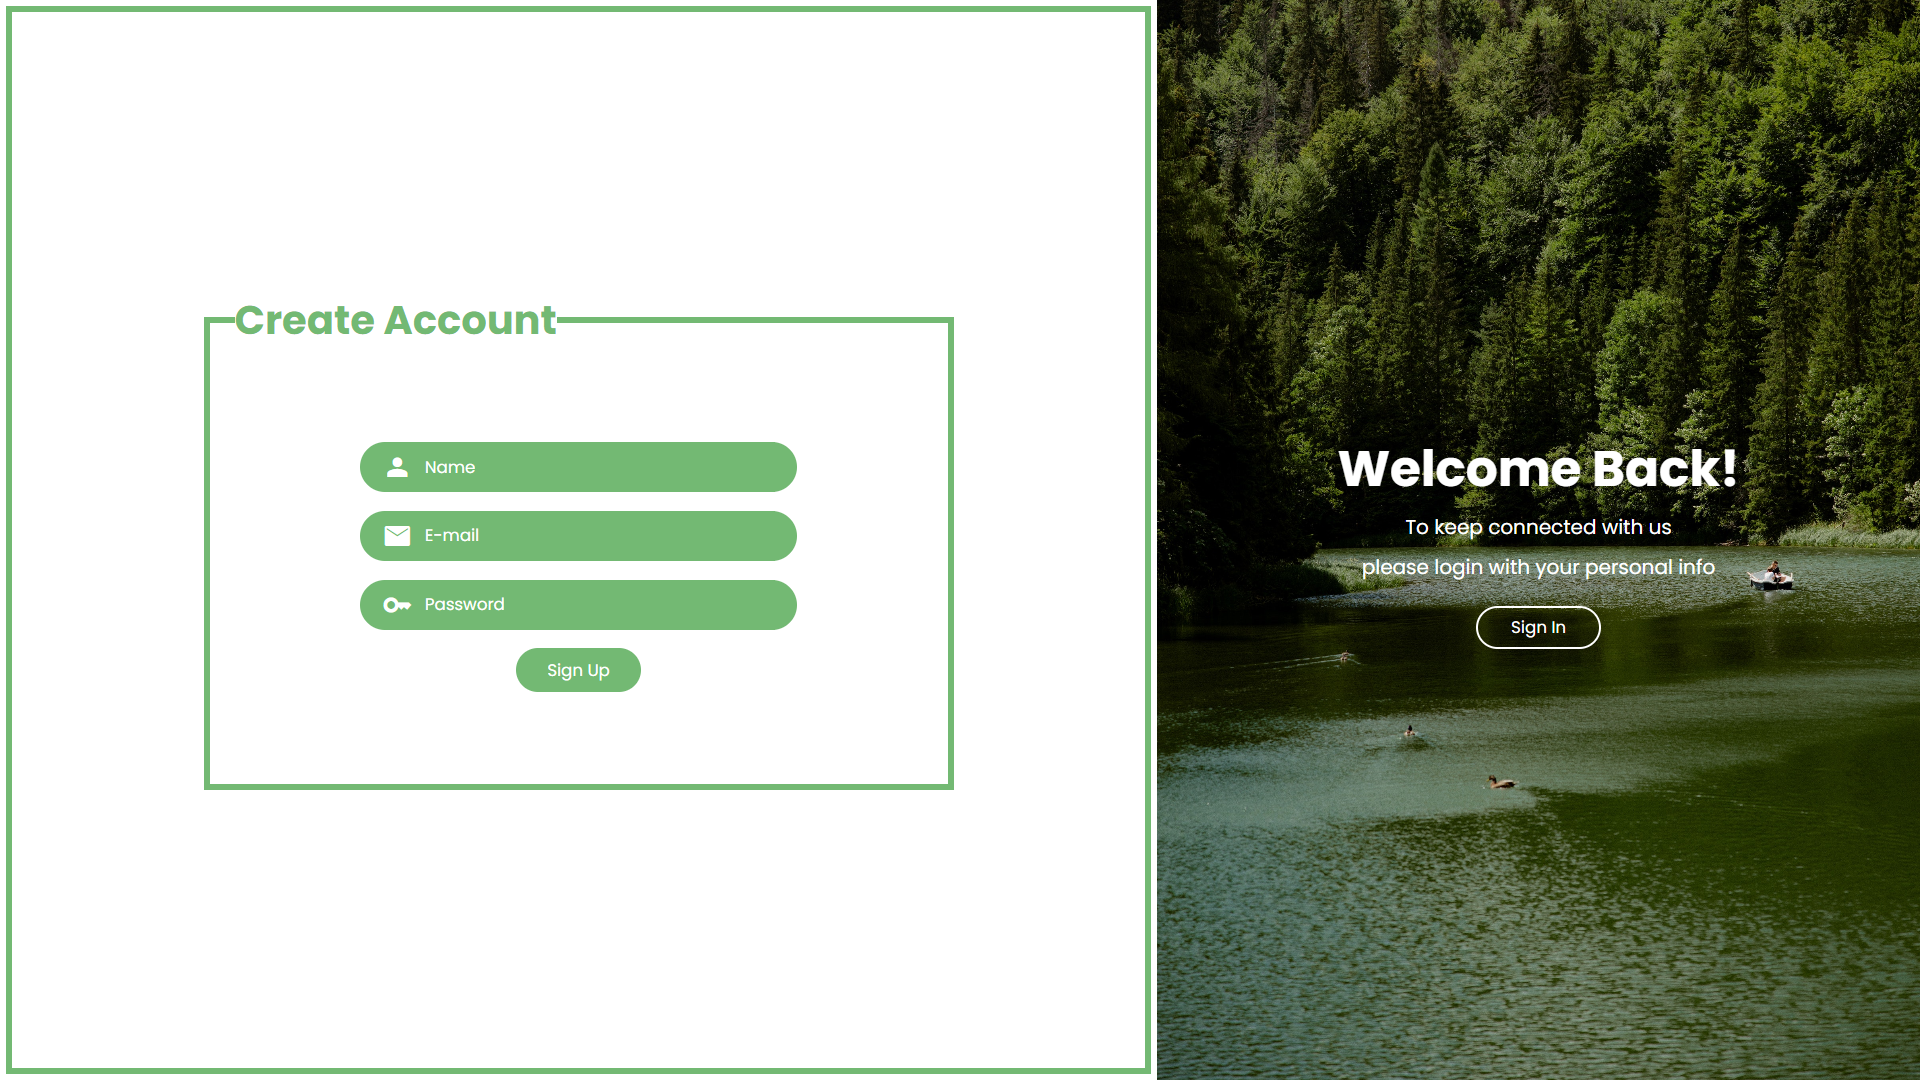 Create Account
Name
E-mail
Password
Sign Up
Welcome Back!
To keep connected with us
please login with your personal info
Sign In